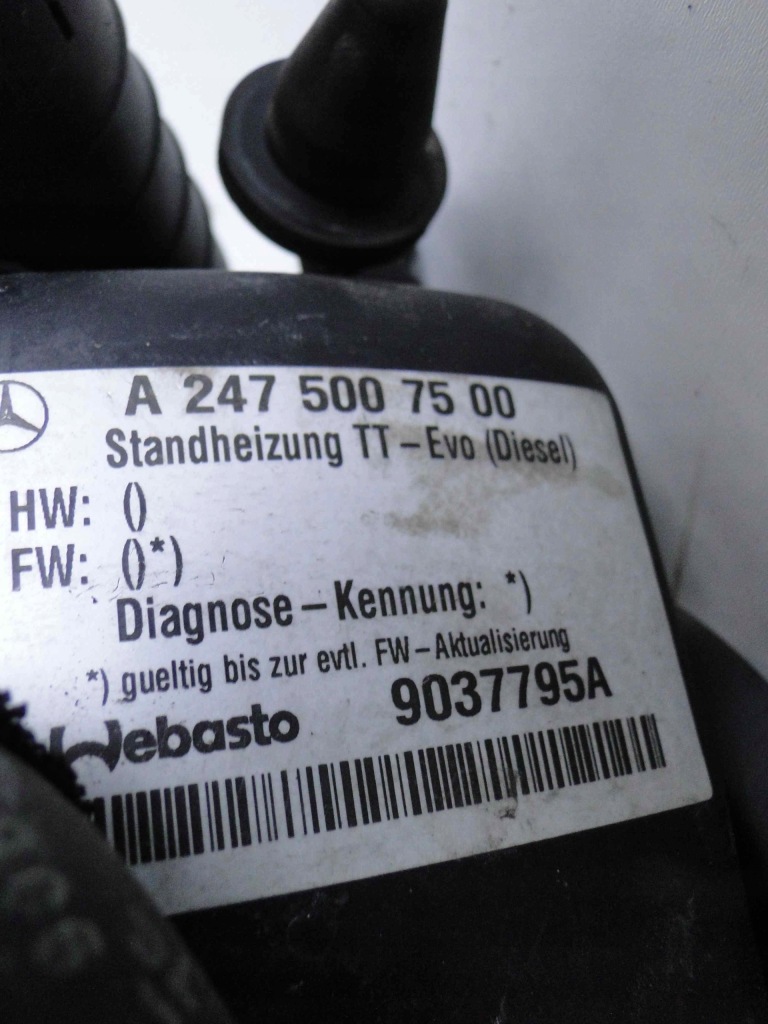 A 247 500 75 00
Standheizung TT-Evo (Diesel)
HW: ()
FW: ()*)
Diagnose-Kennung: *)
*) gueltig bis zur evtl. FW-Aktualisierung
Webasto 9037795A